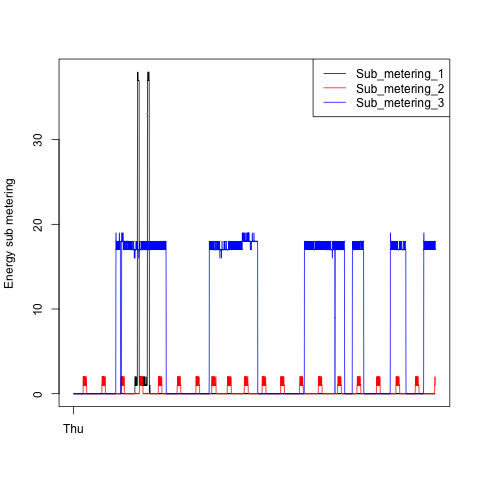 Sub_metering_1
Sub_metering_2
Sub_metering_3
Energy sub metering
30
20
10
0
Thu